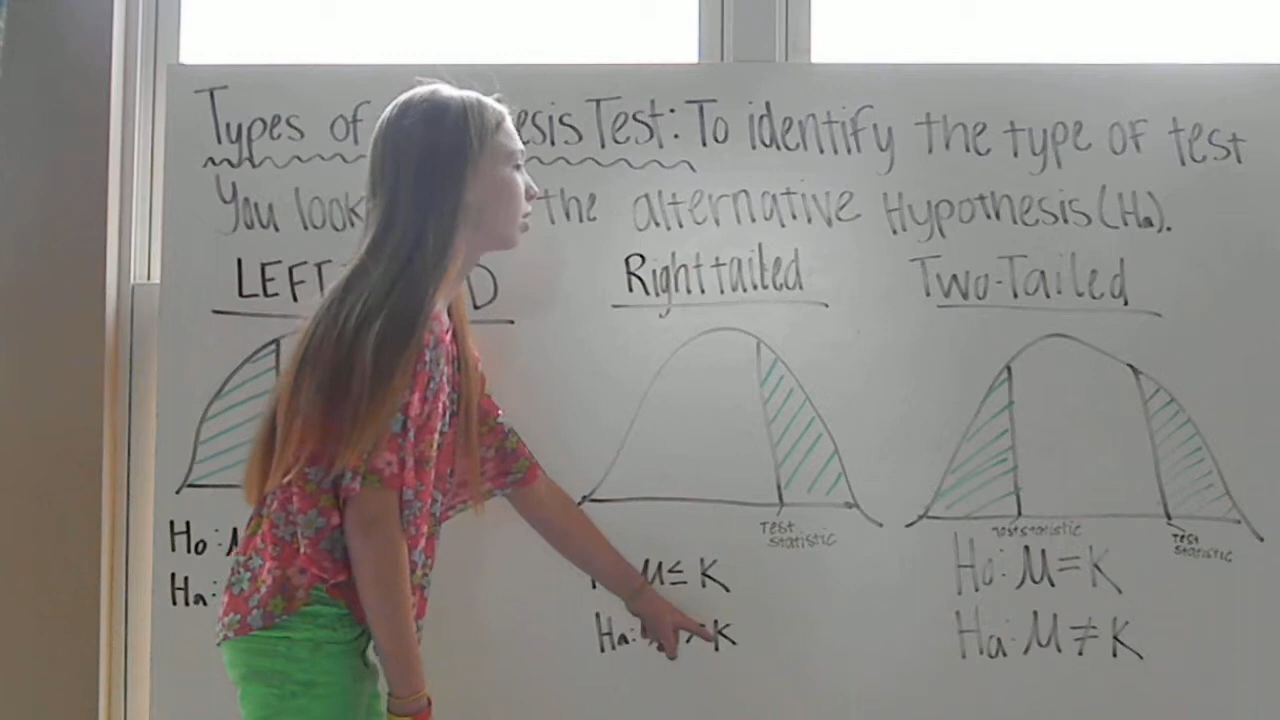 Types of esis Test: To identify the type of test
You look the alternative Hypothesis (Ha).
LEFT D
Right tailed
Two-Tailed
Test statistic
test statistic
Test statistic
Ho: M
Ha:
M ≤ K
Ha: > K
Ho: M = K
Ha: M ≠ K